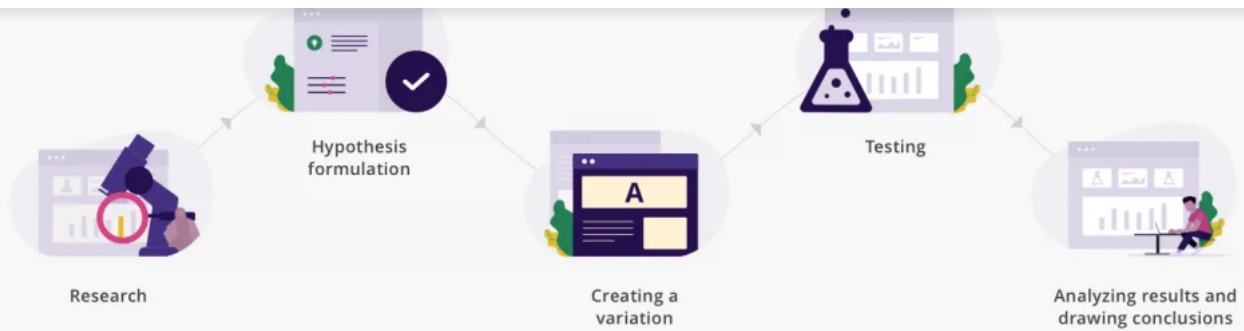 Research
Hypothesis
formulation
A
Creating a
variation
Testing
Analyzing results and
drawing conclusions